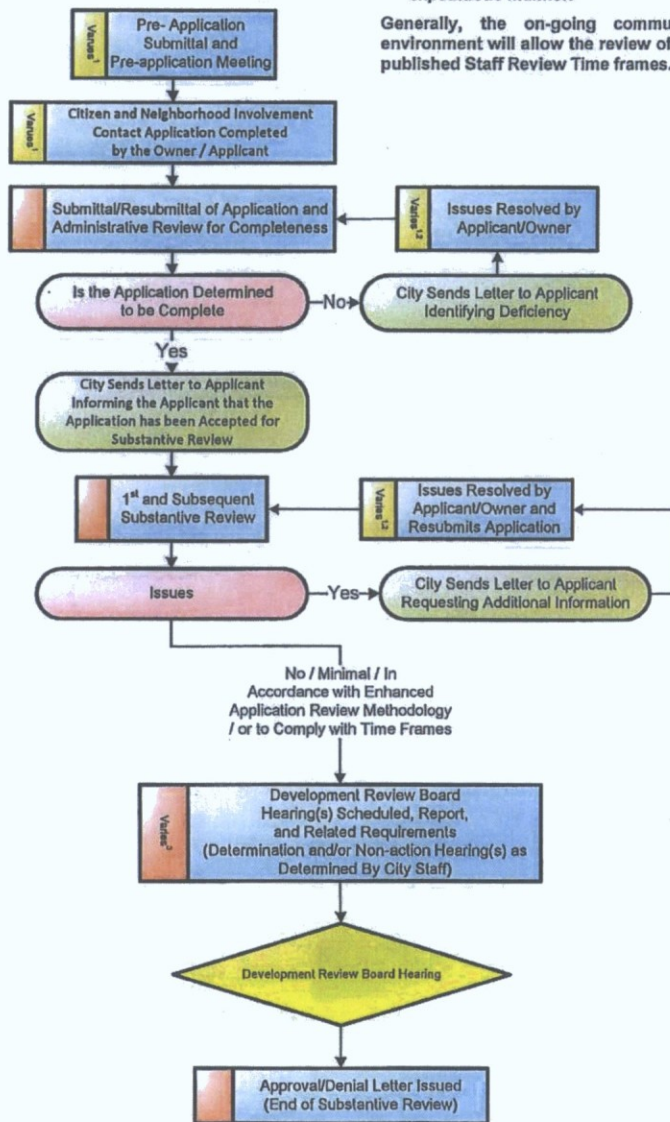 Generally, the on-going commu
environment will allow the review of
published Staff Review Time frames.
Varies¹
Pre- Application
Submittal and
Pre-application Meeting
Varies¹
Citizen and Neighborhood Involvement
Contact Application Completed
by the Owner / Applicant
Submittal/Resubmittal of Application and
Administrative Review for Completeness
Varies¹,²
Issues Resolved by
Applicant/Owner
Is the Application Determined
to be Complete
No
City Sends Letter to Applicant
Identifying Deficiency
Yes
City Sends Letter to Applicant
Informing the Applicant that the
Application has been Accepted for
Substantive Review
1st and Subsequent
Substantive Review
Varies¹,²
Issues Resolved by
Applicant/Owner and
Resubmits Application
Issues
Yes
City Sends Letter to Applicant
Requesting Additional Information
No / Minimal / In
Accordance with Enhanced
Application Review Methodology
/ or to Comply with Time Frames
Varies³
Development Review Board
Hearing(s) Scheduled, Report,
and Related Requirements
(Determination and/or Non-action Hearing(s) as
Determined By City Staff)
Development Review Board Hearing
Approval/Denial Letter Issued
(End of Substantive Review)